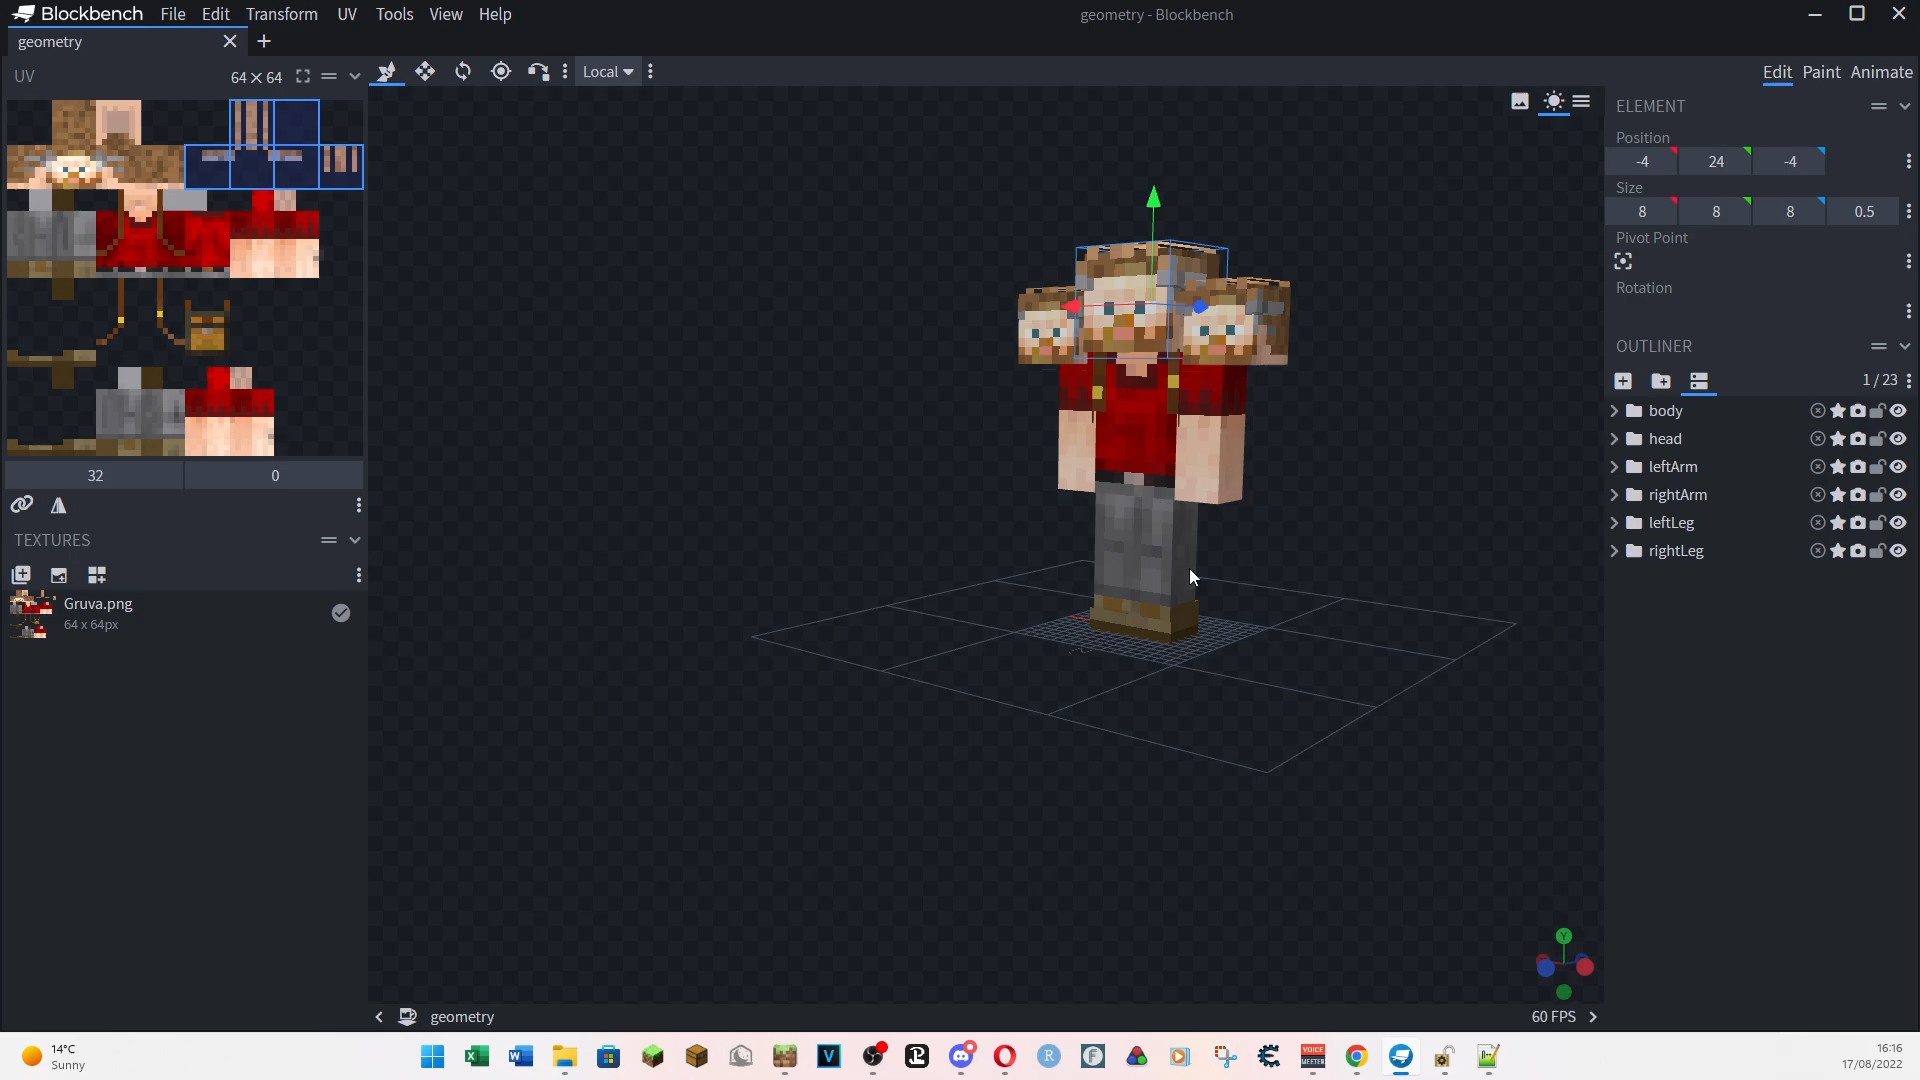 Blockbench File Edit Transform UV Tools View Help
geometry - Blockbench
geometry
UV
64 × 64
Local
Edit Paint Animate
ELEMENT
Position
-4 24 -4
Size
8 8 8 0.5
Pivot Point
Rotation
OUTLINER
1 / 23
body
head
leftArm
rightArm
leftLeg
rightLeg
32 0
TEXTURES
Gruva.png
64 x 64px
Y
geometry
60 FPS
14°C
Sunny
VOICE
MEETER
16:16
17/08/2022